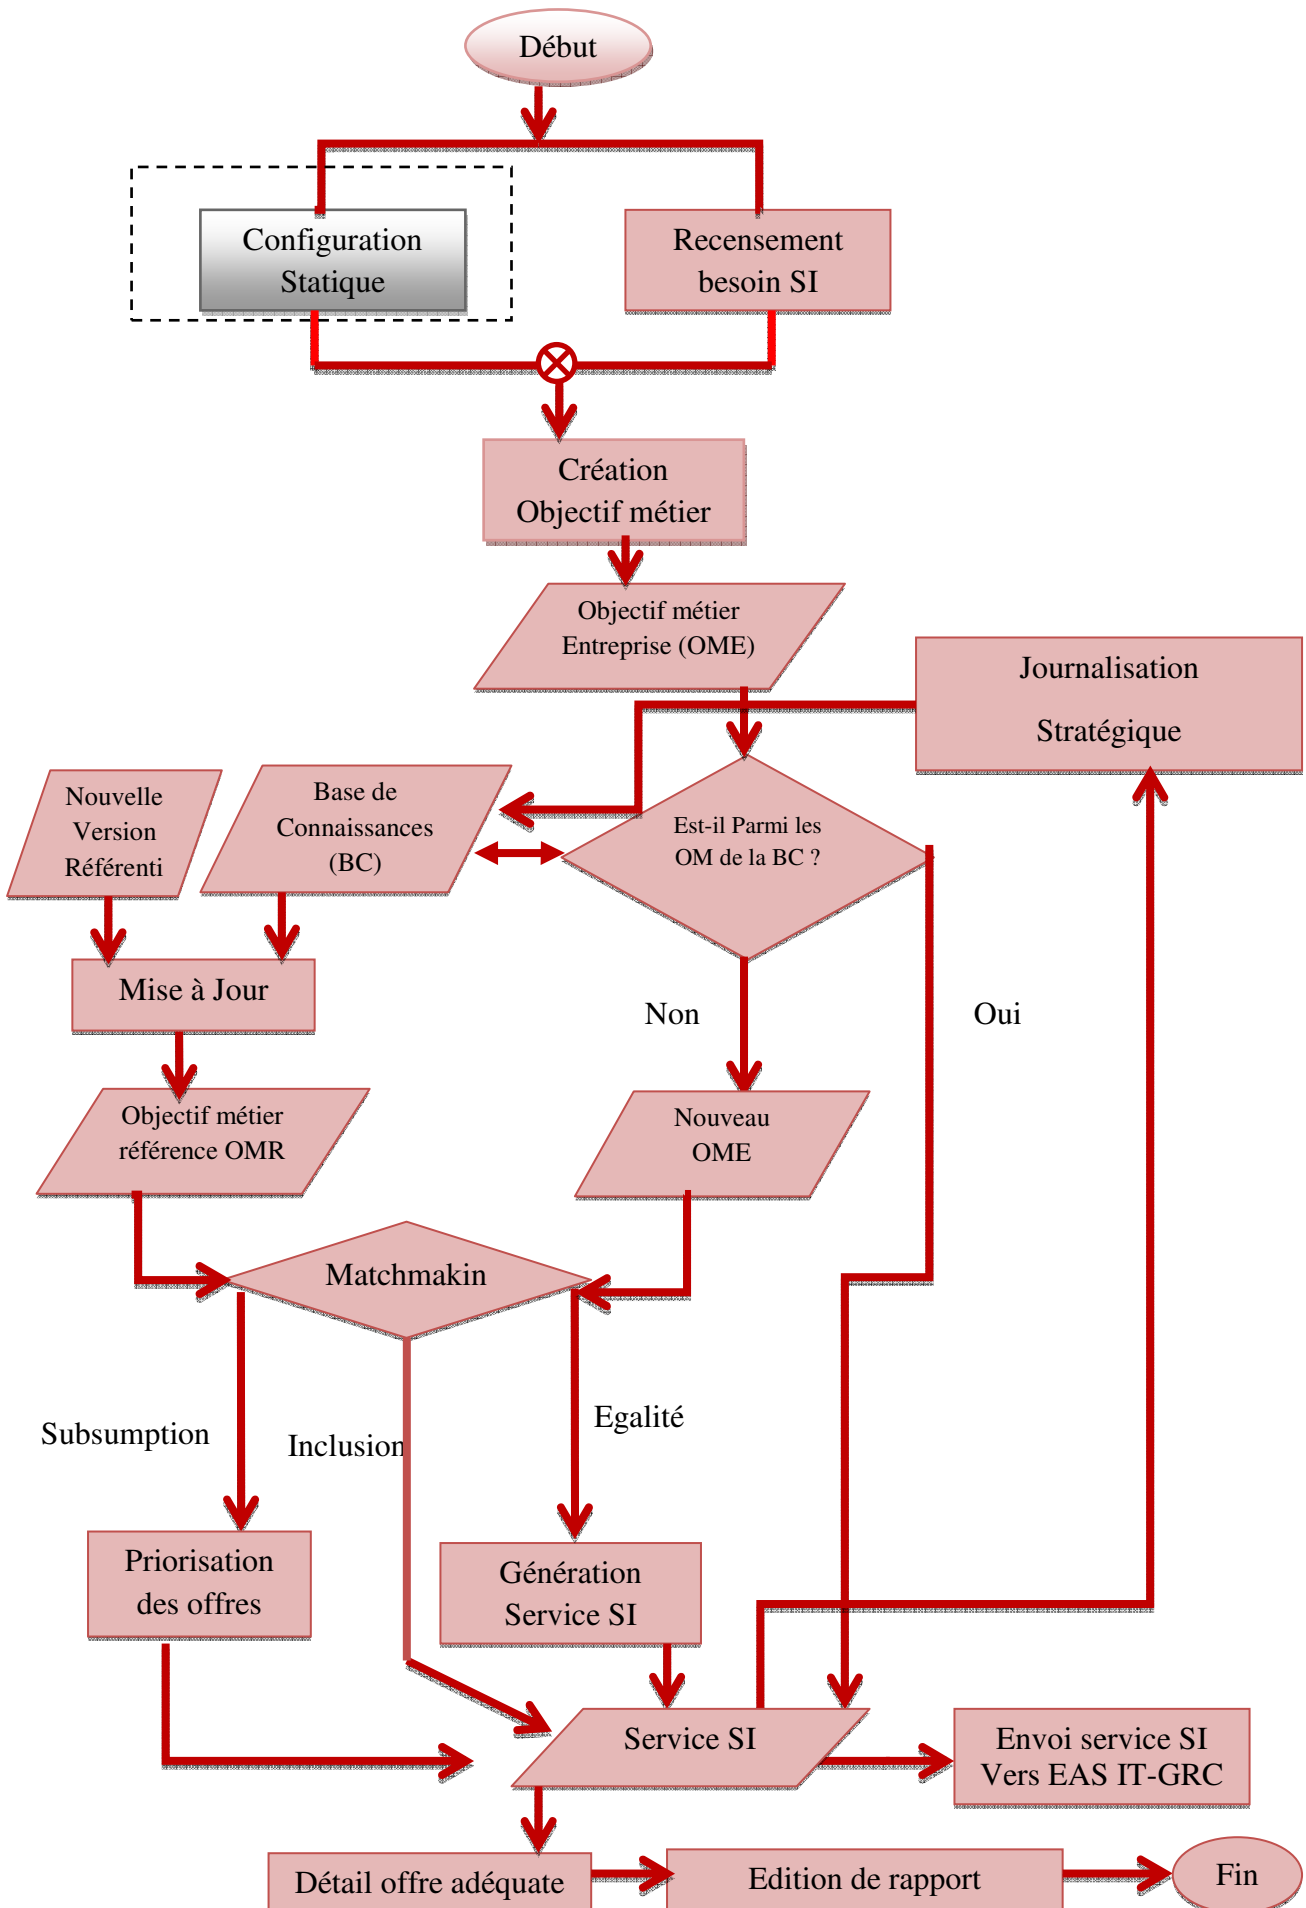 Début
Configuration
Statique
Recensement
besoin SI
Création
Objectif métier
Objectif métier
Entreprise (OME)
Journalisation
Stratégique
Nouvelle
Version
Référenti
Base de
Connaissances
(BC)
Est-il Parmi les
OM de la BC ?
Mise à Jour
Non
Oui
Objectif métier
référence OMR
Nouveau
OME
Matchmakin
Subsumption
Inclusion
Egalité
Priorisation
des offres
Génération
Service SI
Service SI
Envoi service SI
Vers EAS IT-GRC
Détail offre adéquate
Edition de rapport
Fin